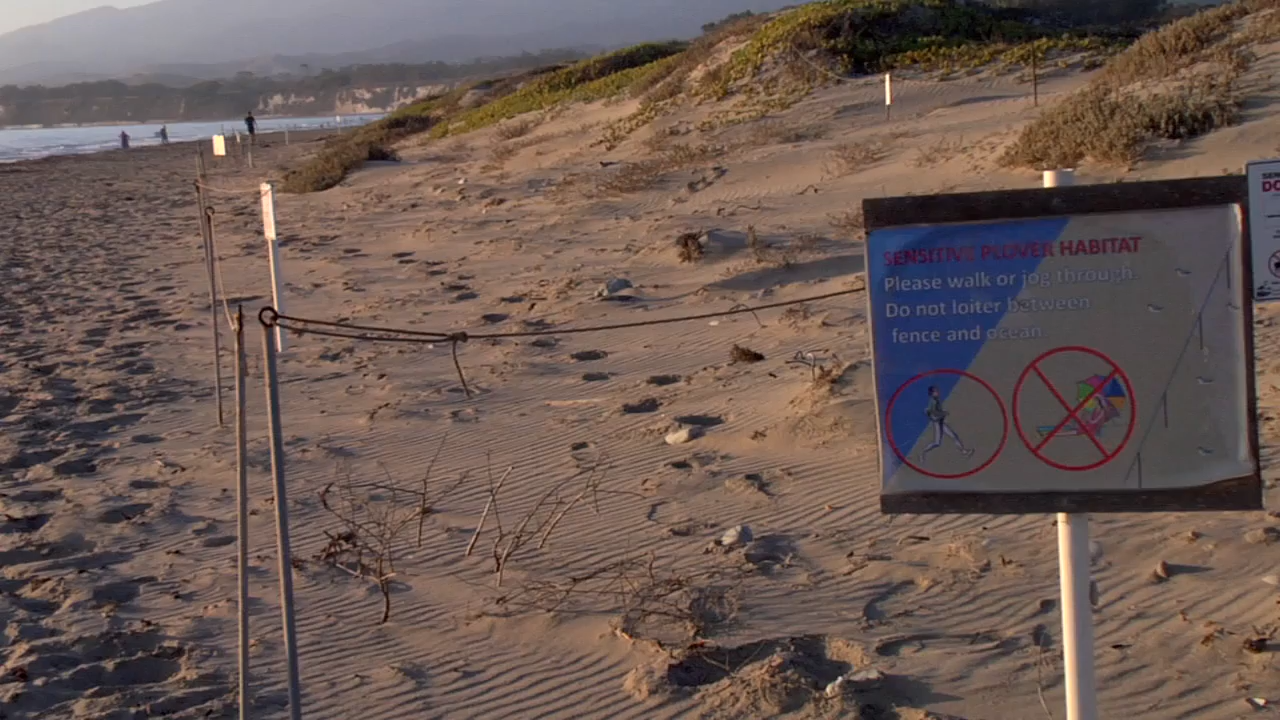 SENSITIVE PLOVER HABITAT
Please walk or jog through.
Do not loiter between
fence and ocean.